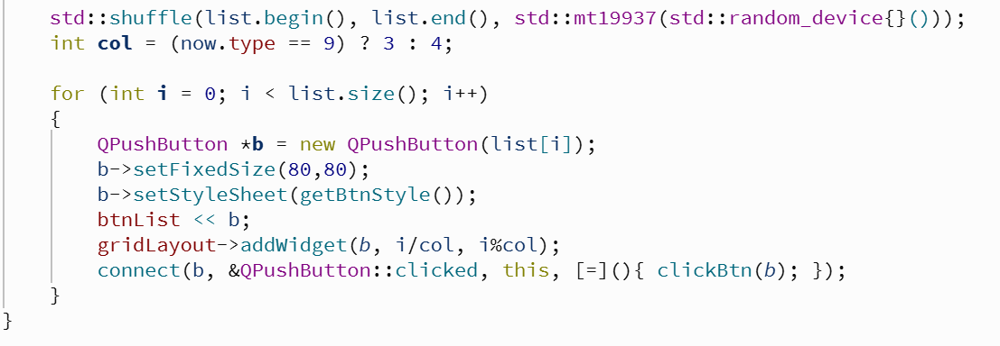 std::shuffle(list.begin(), list.end(), std::mt19937(std::random_device{}()));
int col = (now.type == 9) ? 3 : 4;
for (int i = 0; i < list.size(); i++)
{
QPushButton *b = new QPushButton(list[i]);
b->setFixedSize(80,80);
b->setStyleSheet(getBtnStyle());
btnList << b;
gridLayout->addWidget(b, i/col, i%col);
connect(b, &QPushButton::clicked, this, [=](){ clickBtn(b); });
}
}